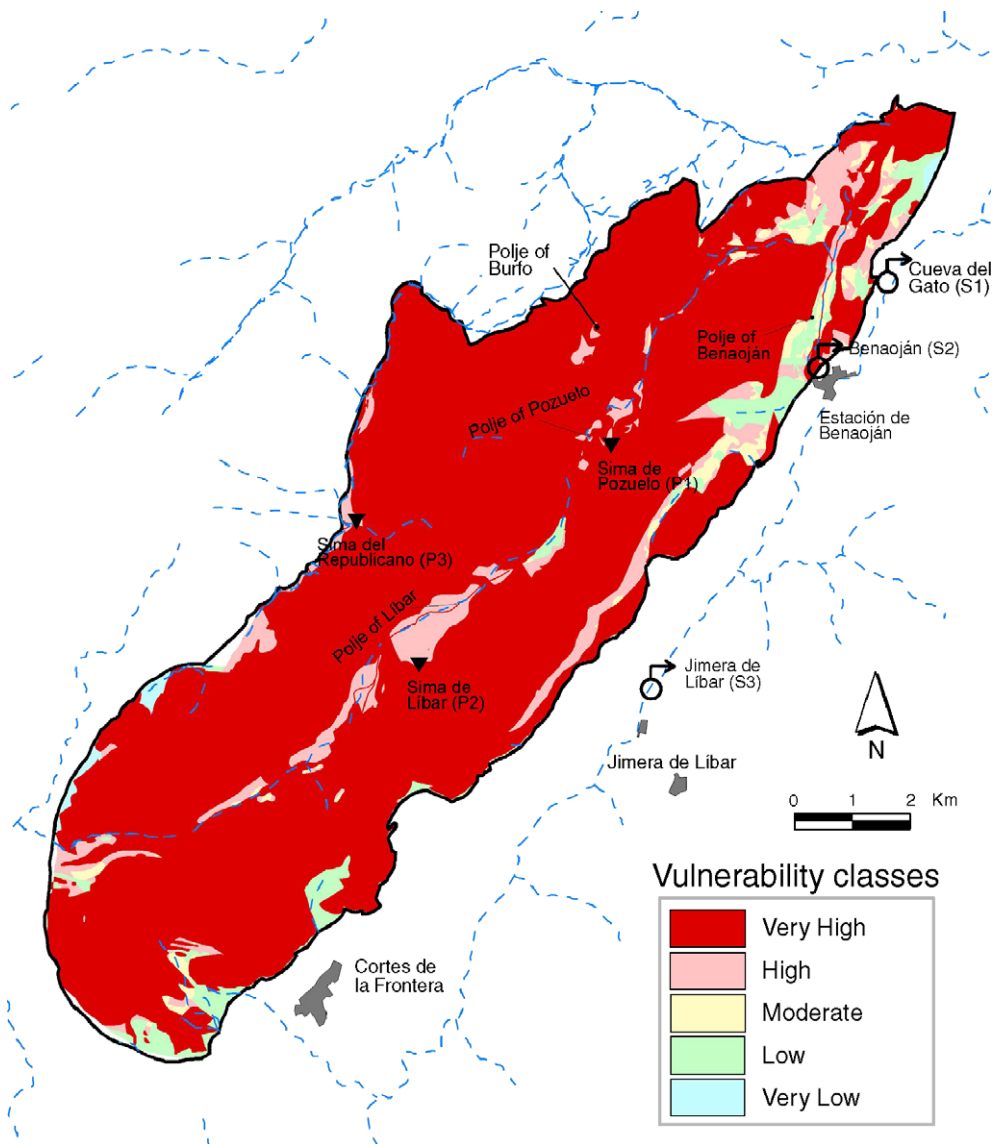 Polje of
Burfo
Cueva del
Gato (S1)
Polje of
Benaoján
Benaoján (S2)
Polje of Pozuelo
Estación de
Benaoján
Sima de
Pozuelo (P1)
Sima del
Republicano (P3)
Polje of Líbar
Sima de
Líbar (P2)
Jimera de
Líbar (S3)
N
Jimera de Líbar
0 1 2 Km
Vulnerability classes
Very High
High
Moderate
Low
Very Low
Cortes de
la Frontera